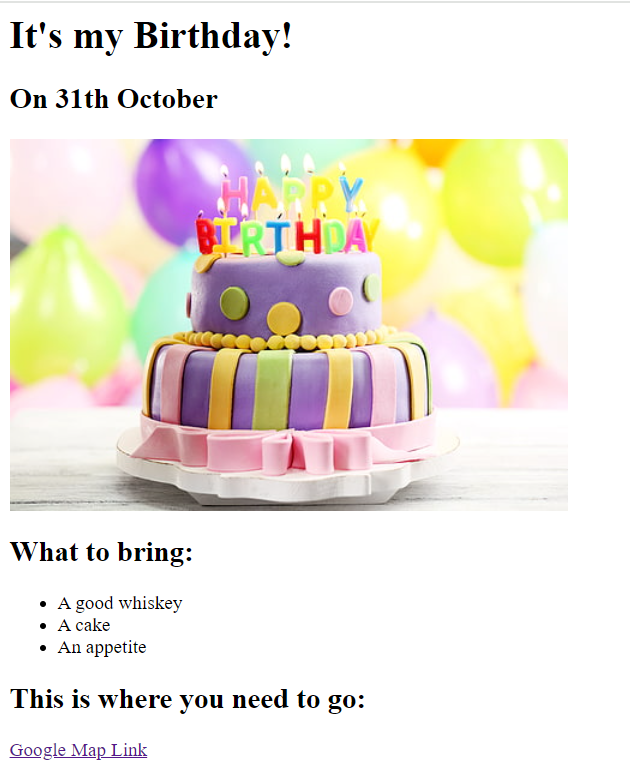 It's my Birthday!
On 31th October
HAPPY
BIRTHDAY
What to bring:
A good whiskey
A cake
An appetite
This is where you need to go:
Google Map Link